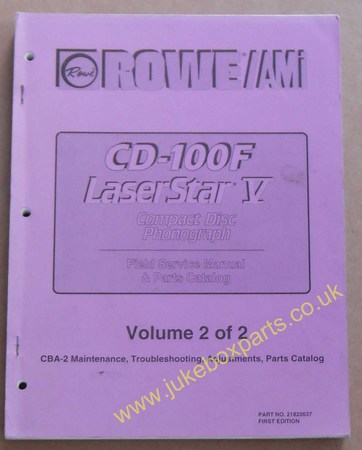 Rowe
ROWE/AMi
CD-100F
LaserStar V
Compact Disc
Phonograph
Field Service Manual
& Parts Catalog
Volume 2 of 2
CBA-2 Maintenance, Troubleshooting, Adjustments, Parts Catalog
www.jukeboxparts.co.uk
PART NO. 21823537
FIRST EDITION